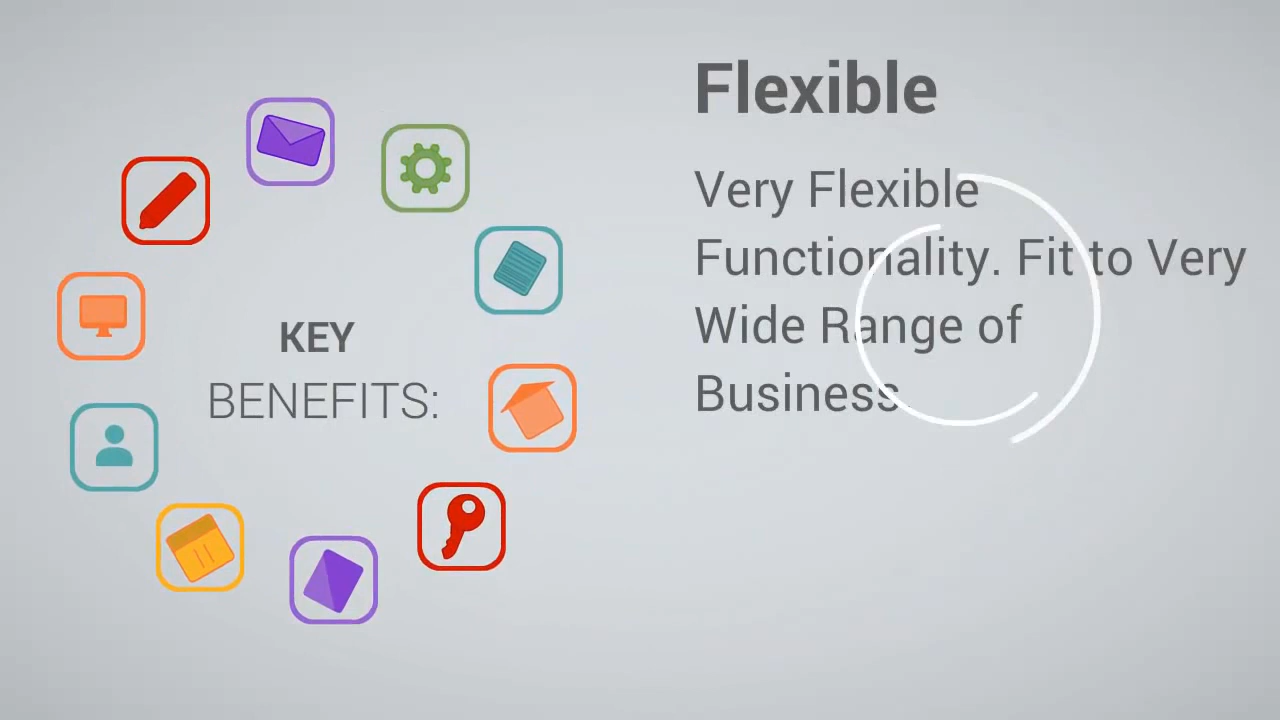 KEY
BENEFITS:
Flexible
Very Flexible
Functionality. Fit to Very
Wide Range of
Business